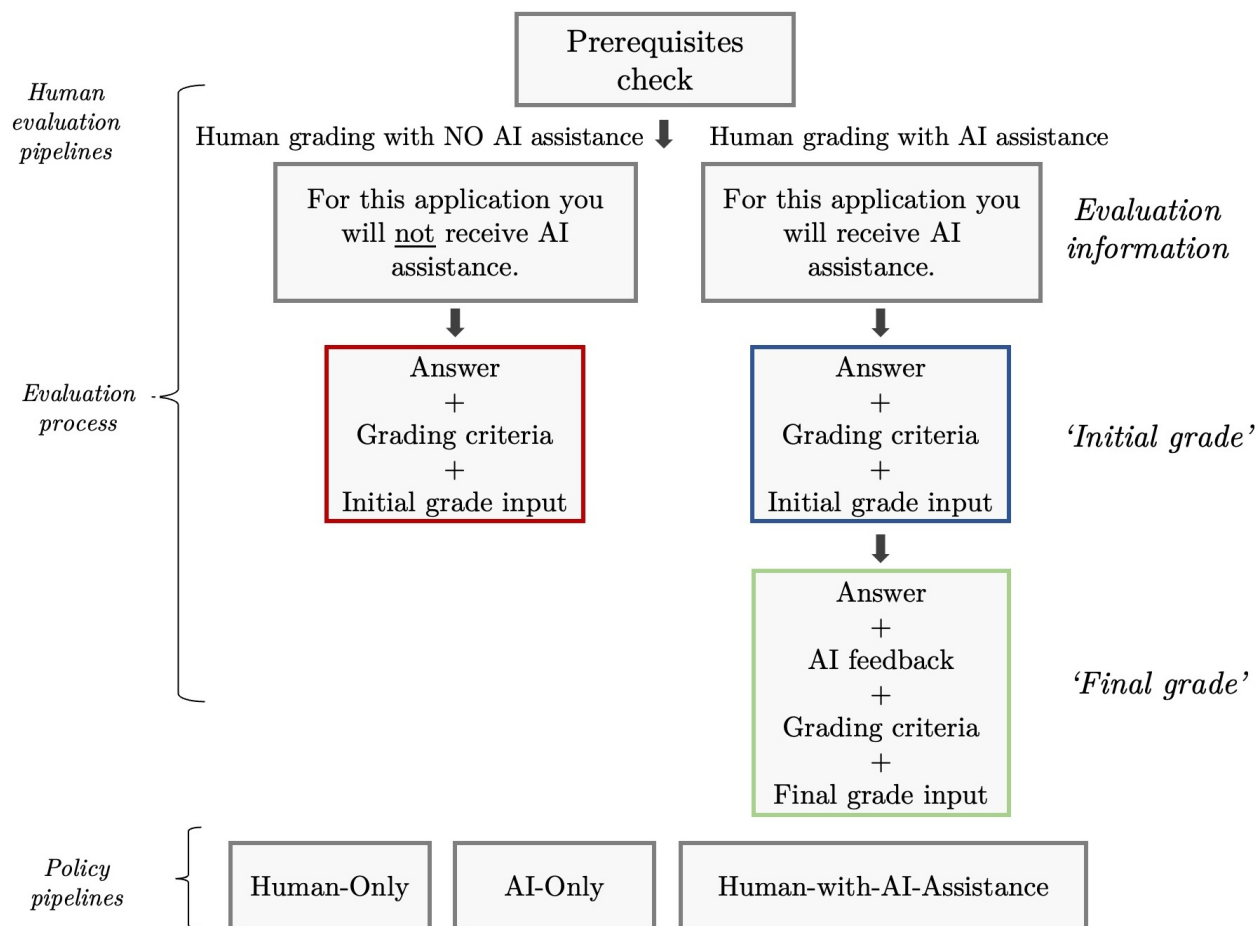 Prerequisites
check
Human
evaluation
pipelines
Human grading with NO AI assistance
Human grading with AI assistance
For this application you
will not receive AI
assistance.
For this application you
will receive AI
assistance.
Evaluation
information
Evaluation
process
Answer
+
Grading criteria
+
Initial grade input
Answer
+
Grading criteria
+
Initial grade input
‘Initial grade’
Answer
+
AI feedback
+
Grading criteria
+
Final grade input
‘Final grade’
Policy
pipelines
Human-Only
AI-Only
Human-with-AI-Assistance